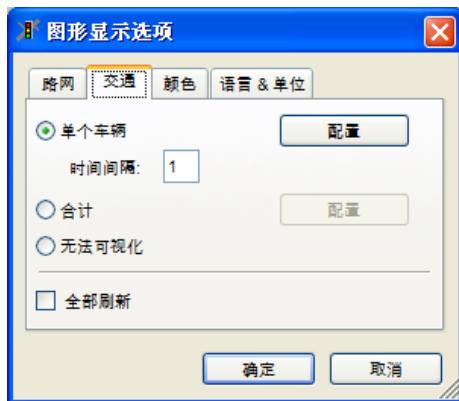 图形显示选项
路网 交通 颜色 语言 & 单位
单个车辆 配置
时间间隔: 1
合计 配置
无法可视化
全部刷新
确定 取消